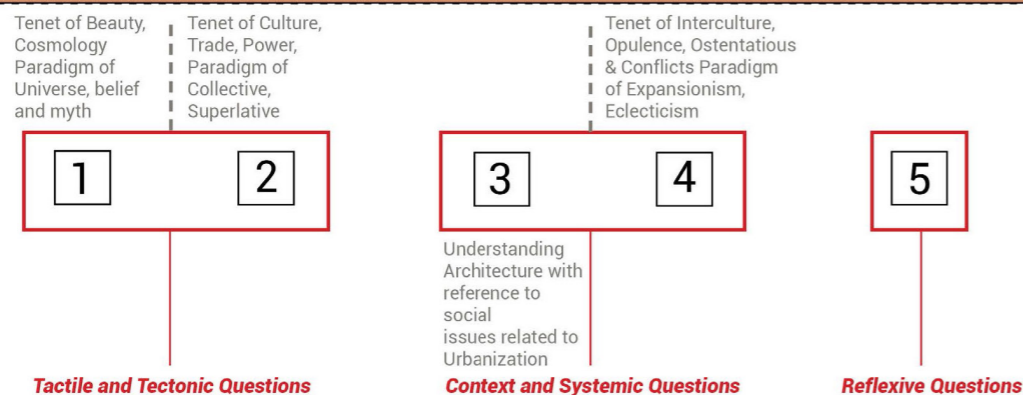 Tenet of Beauty,
Cosmology
Paradigm of
Universe, belief
and myth
Tenet of Culture,
Trade, Power,
Paradigm of
Collective,
Superlative
Tenet of Interculture,
Opulence, Ostentatious
& Conflicts Paradigm
of Expansionism,
Eclecticism
1
2
3
4
5
Understanding
Architecture with
reference to
social
issues related to
Urbanization
Tactile and Tectonic Questions
Context and Systemic Questions
Reflexive Questions